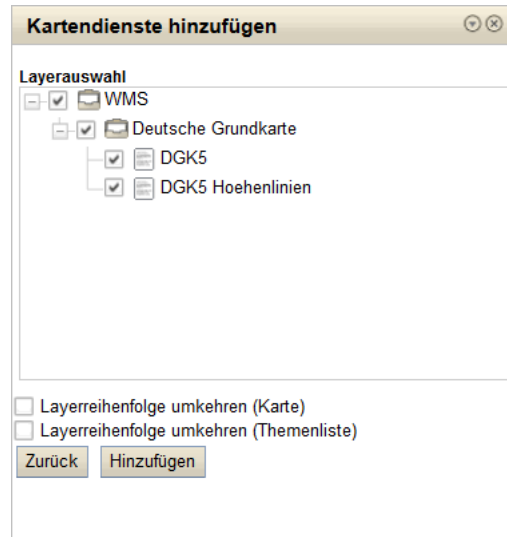 Kartendienste hinzufügen
Layerauswahl
WMS
Deutsche Grundkarte
DGK5
DGK5 Hoehenlinien
Layerreihenfolge umkehren (Karte)
Layerreihenfolge umkehren (Themenliste)
Zurück Hinzufügen